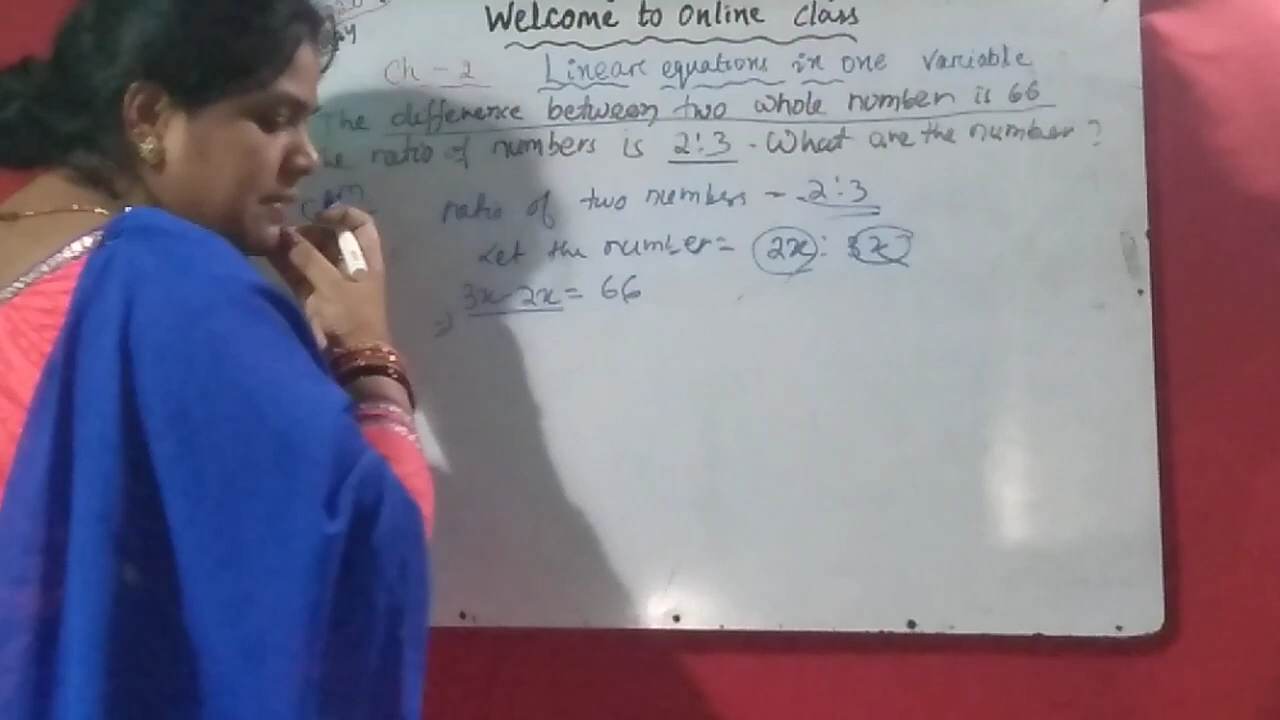 Welcome to Online Class
Ch - 2 Linear equations in one variable
The difference between two whole number is 66
he ratio of numbers is 2:3. What are the number?
ratio of two numbers = 2:3
Let the number = 2x : 3x
⇒ 3x - 2x = 66